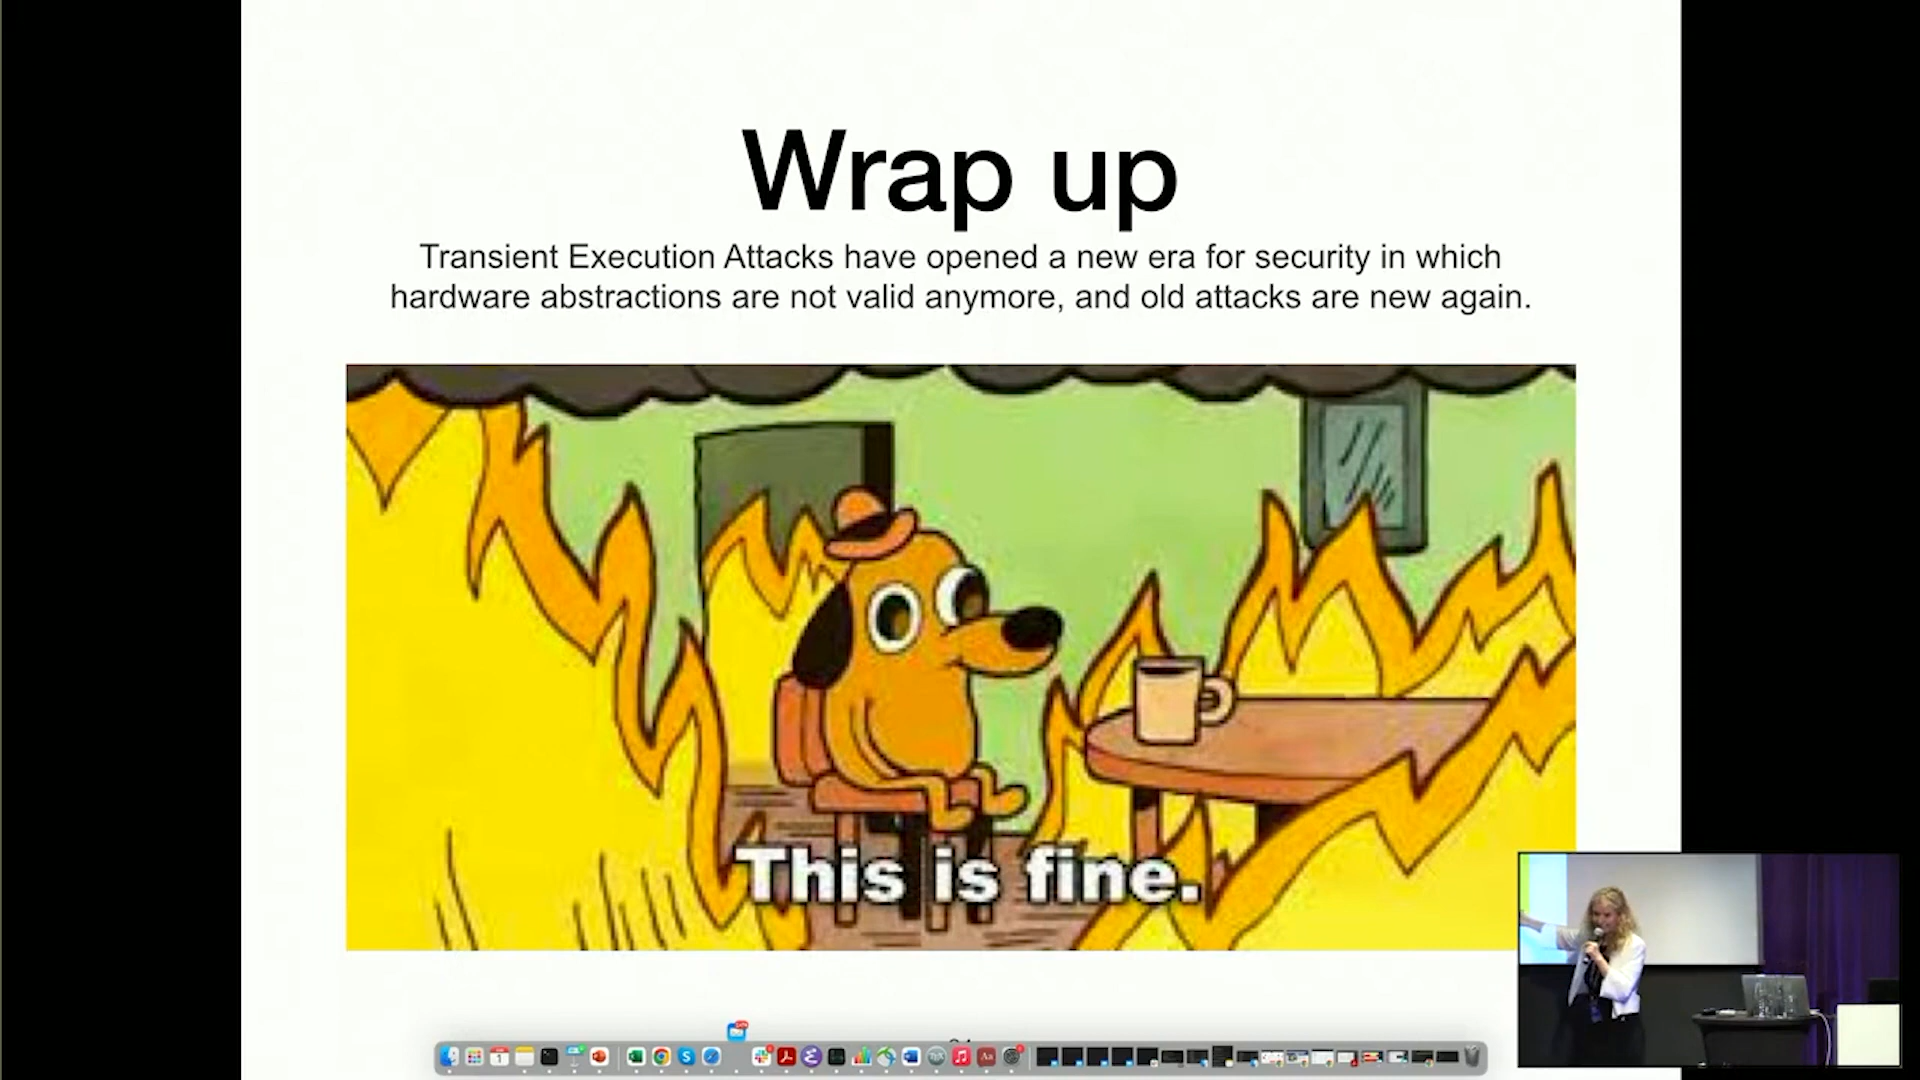 Wrap up
Transient Execution Attacks have opened a new era for security in which
hardware abstractions are not valid anymore, and old attacks are new again.
This is fine.